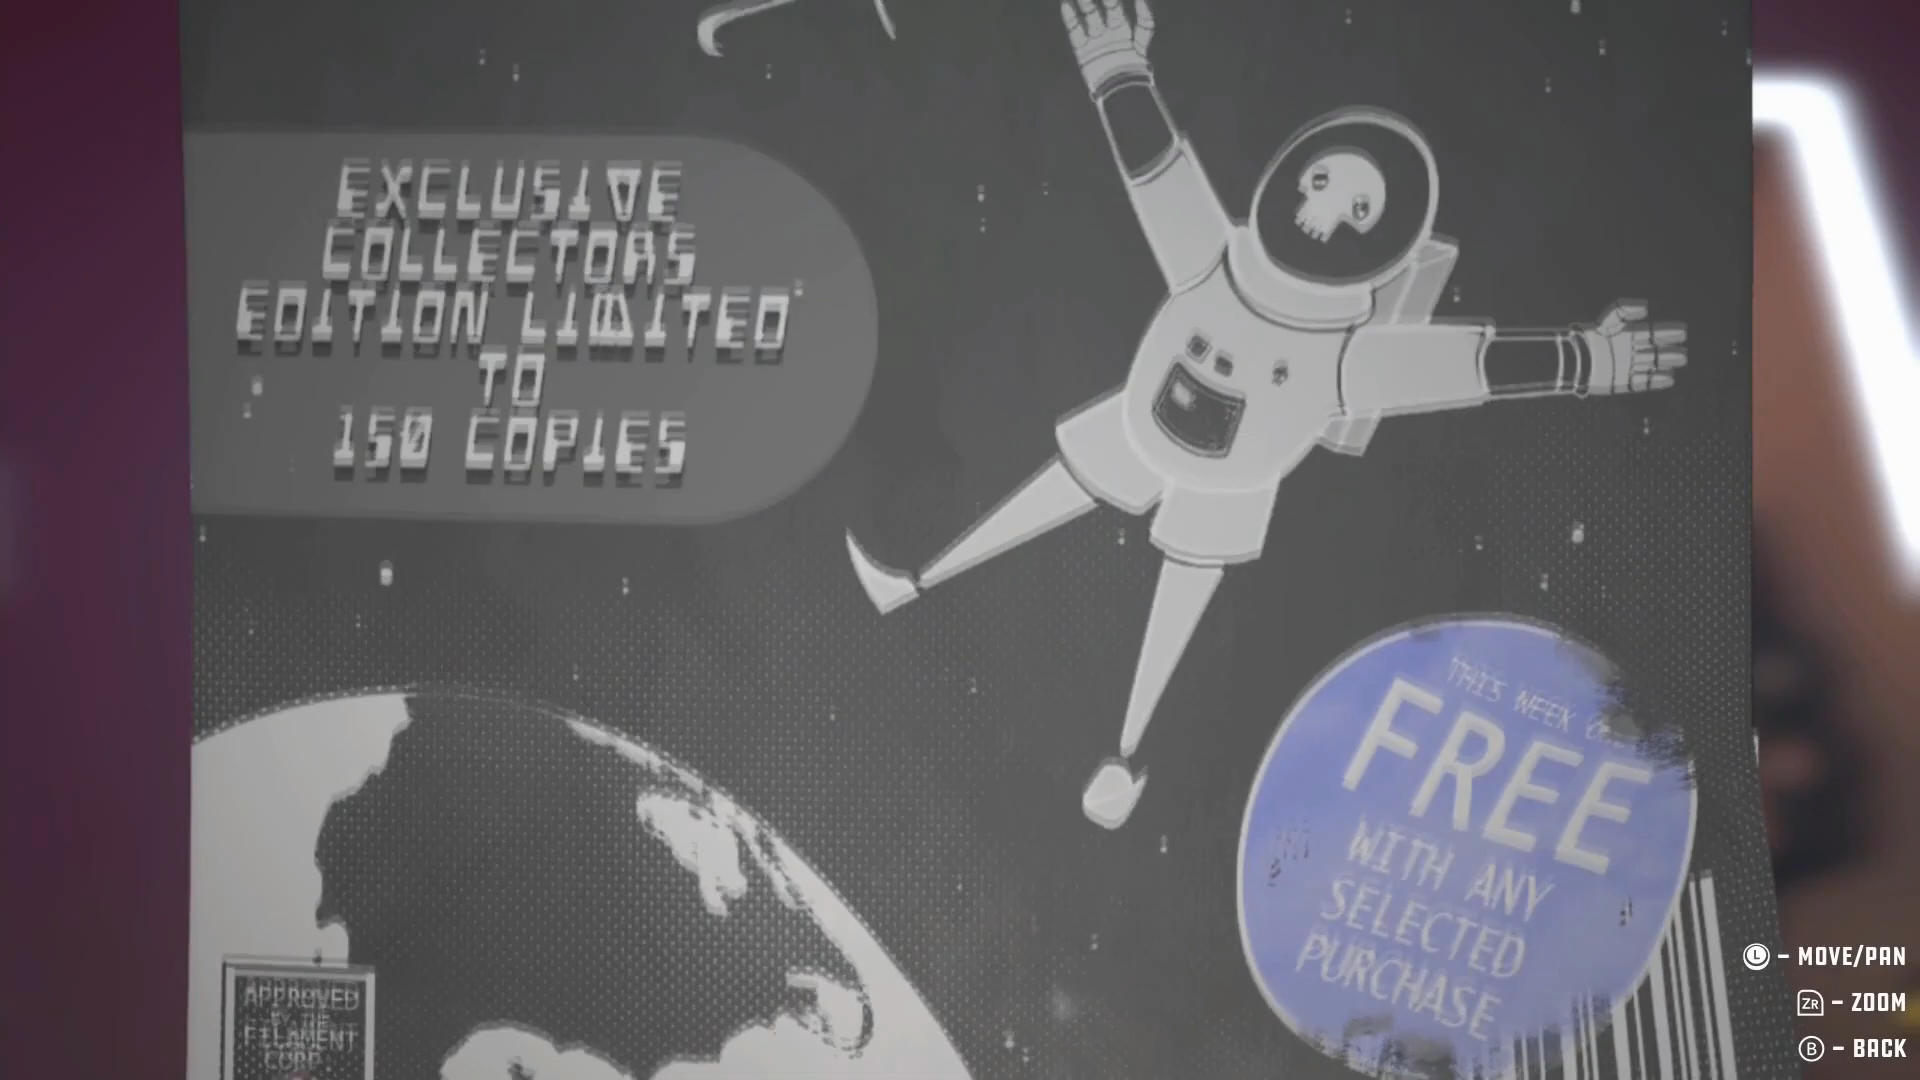 EXCLUSIVE
COLLECTORS
EDITION LIMITED
TO
150 COPIES
THIS WEEK
FREE
WITH ANY
SELECTED
PURCHASE
APPROVED
BY THE
FILAMENT
CORP.
L - MOVE/PAN
ZR - ZOOM
B - BACK